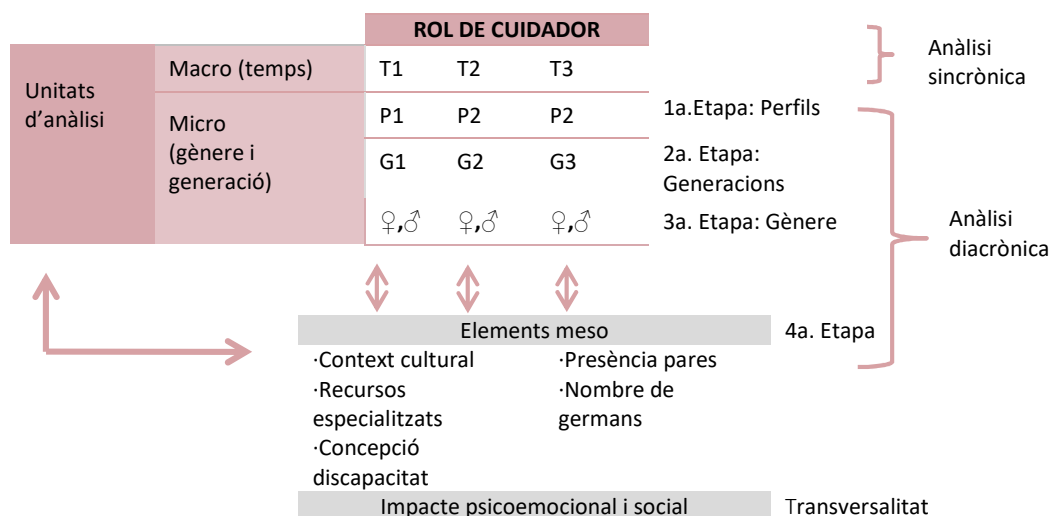 ROL DE CUIDADOR
Unitats
d'anàlisi
Macro (temps)
T1 T2 T3
Anàlisi
sincrònica
Micro
(gènere i
generació)
P1 P2 P2
1a.Etapa: Perfils
G1 G2 G3
2a. Etapa:
Generacions
♀,♂ ♀,♂ ♀,♂
3a. Etapa: Gènere
Anàlisi
diacrònica
Elements meso
4a. Etapa
·Context cultural
·Recursos
especialitzats
·Concepció
discapacitat
·Presència pares
·Nombre de
germans
Impacte psicoemocional i social
Transversalitat